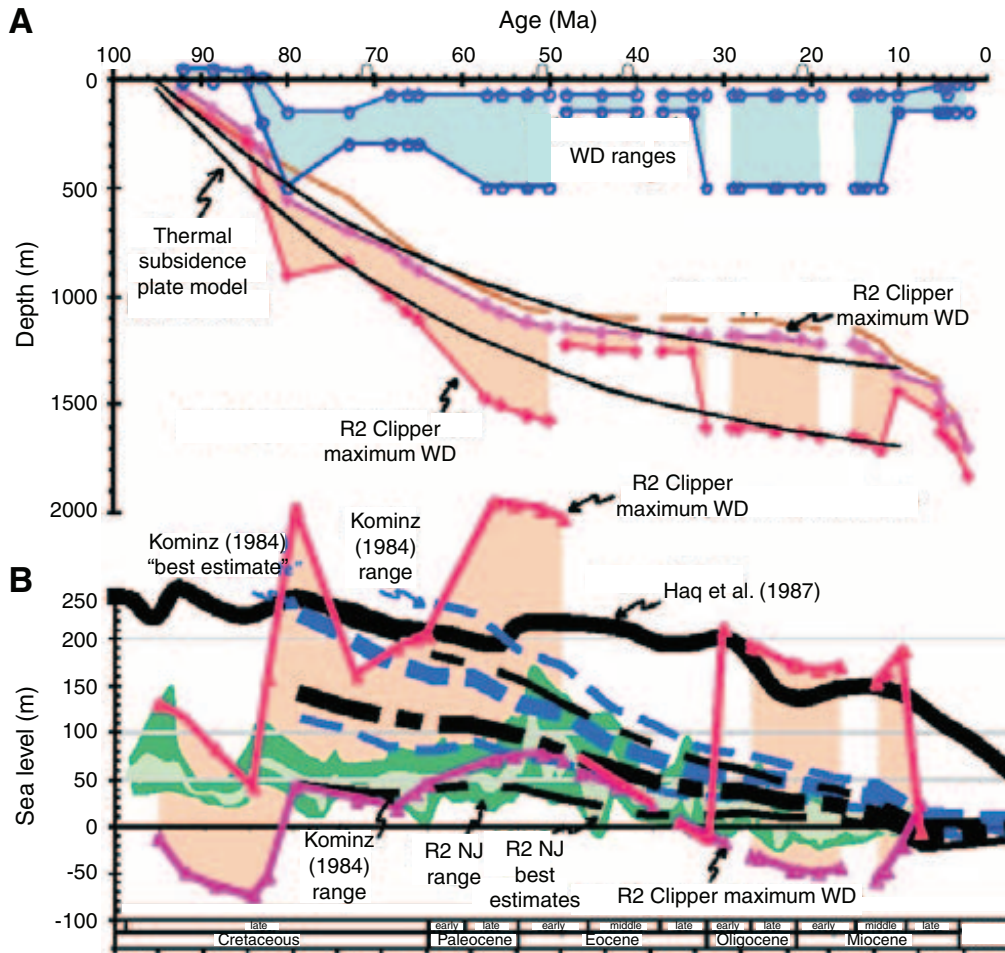 A
Age (Ma)
100 90 80 70 60 50 40 30 20 10 0
Depth (m)
0
500
1000
1500
2000
WD ranges
Thermal
subsidence
plate model
R2 Clipper
maximum WD
R2 Clipper
maximum WD
R2 Clipper
maximum WD
B
Sea level (m)
250
200
150
100
50
0
-50
-100
Kominz (1984)
“best estimate”
Kominz
(1984)
range
Haq et al. (1987)
Kominz
(1984)
range
R2 NJ
range
R2 NJ
best
estimates
R2 Clipper maximum WD
late early late early middle late early late early middle late
Cretaceous Paleocene Eocene Oligocene Miocene